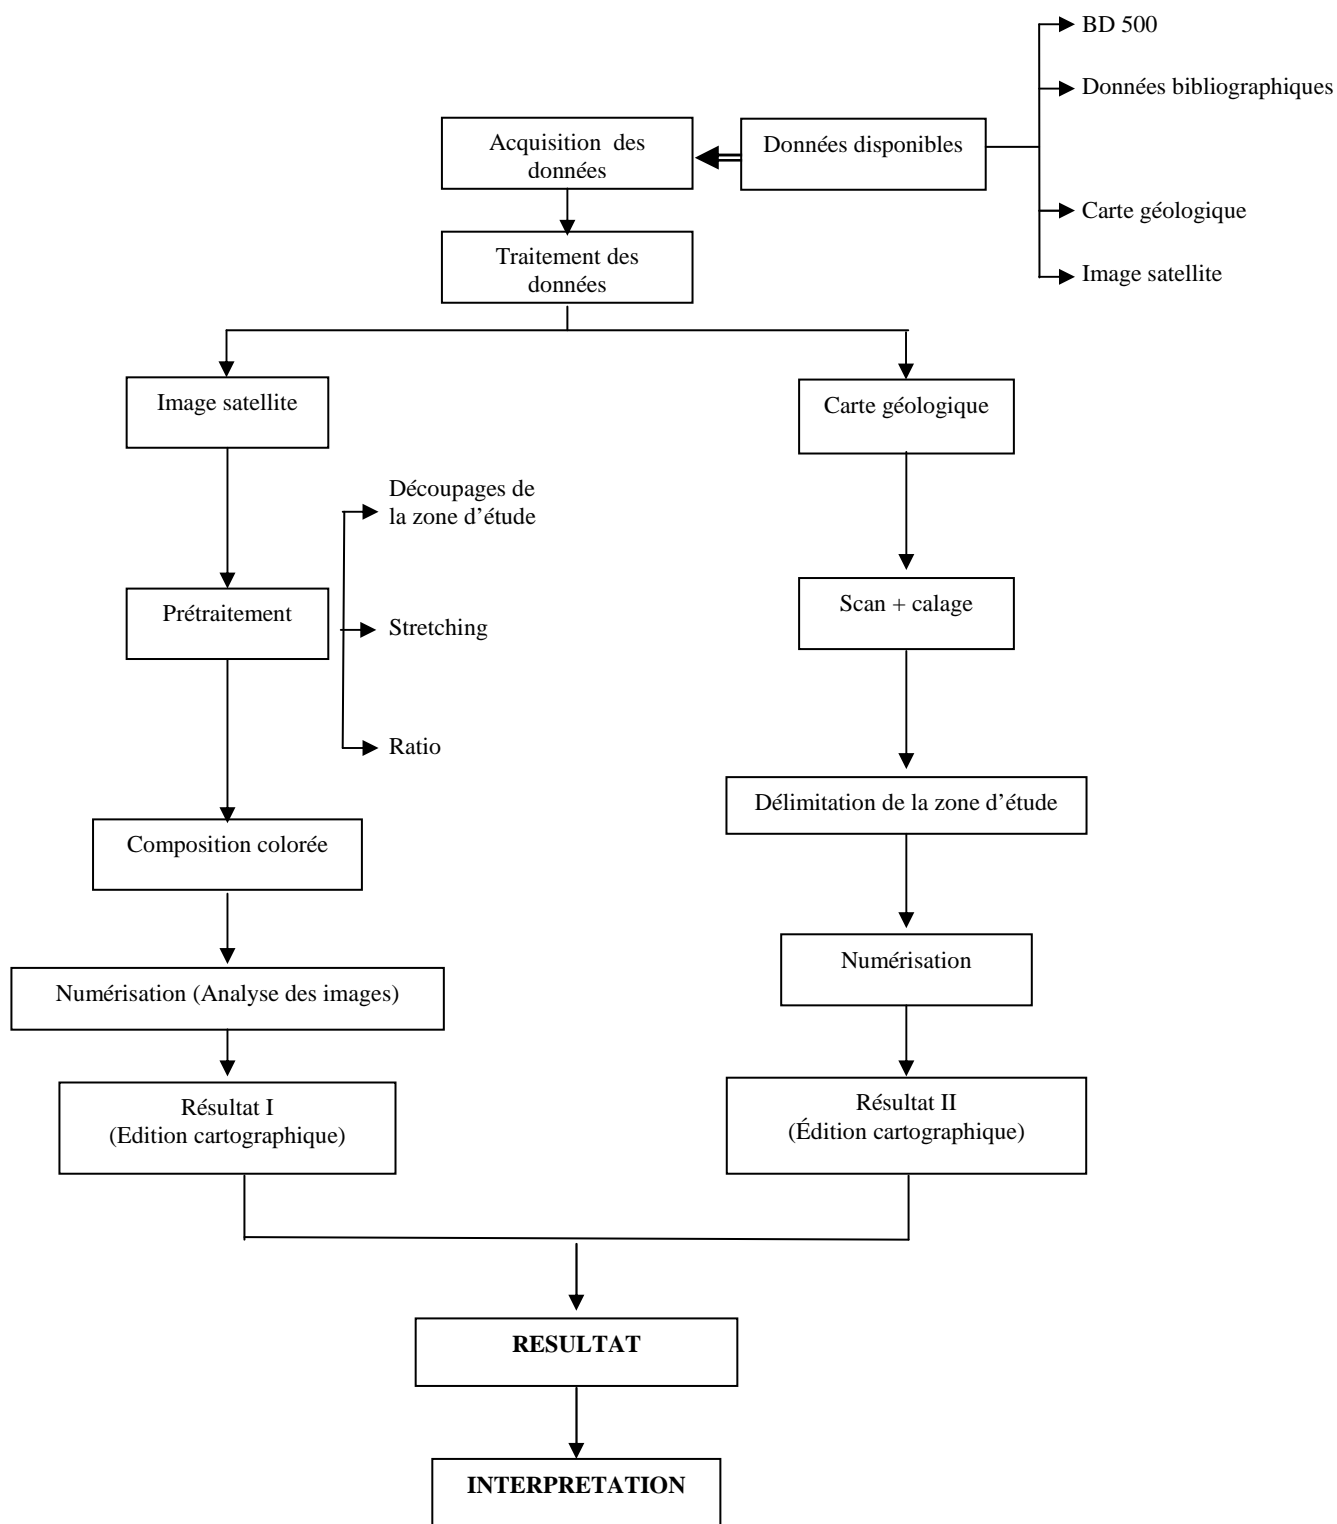 BD 500
Données bibliographiques
Acquisition des
données
Données disponibles
Carte géologique
Image satellite
Traitement des
données
Image satellite
Carte géologique
Découpages de
la zone d’étude
Prétraitement
Scan + calage
Stretching
Ratio
Délimitation de la zone d’étude
Composition colorée
Numérisation
Numérisation (Analyse des images)
Résultat I
(Edition cartographique)
Résultat II
(Édition cartographique)
RESULTAT
INTERPRETATION